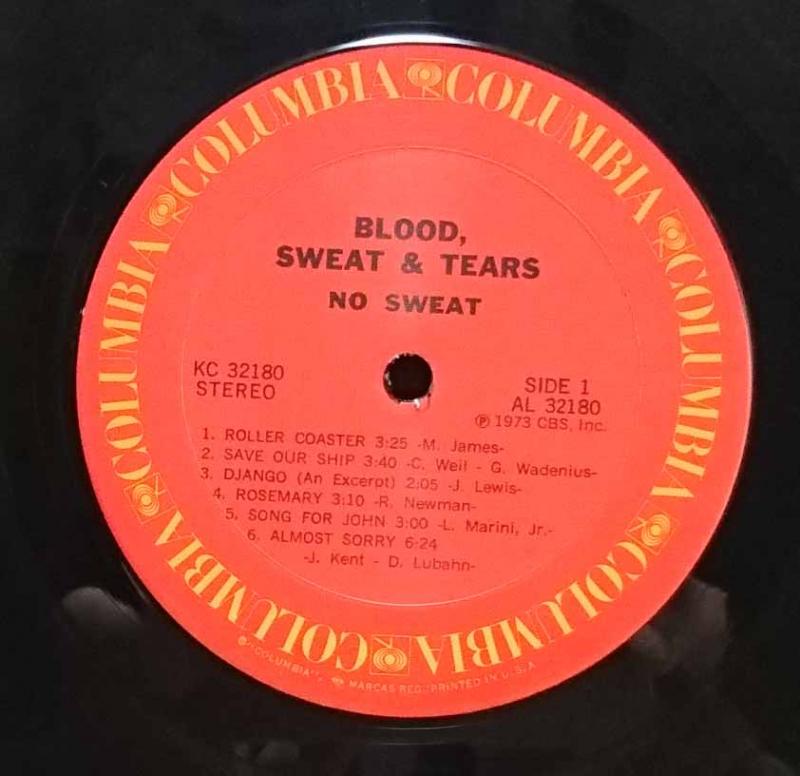 COLUMBIA COLUMBIA COLUMBIA COLUMBIA COLUMBIA COLUMBIA COLUMBIA
BLOOD,
SWEAT & TEARS
NO SWEAT
KC 32180
STEREO
SIDE 1
AL 32180
℗ 1973 CBS, Inc.
1. ROLLER COASTER 3:25 -M. James-
2. SAVE OUR SHIP 3:40 -C. Weil - G. Wadenius-
3. DJANGO (An Excerpt) 2:05 -J. Lewis-
4. ROSEMARY 3:10 -R. Newman-
5. SONG FOR JOHN 3:00 -L. Marini, Jr.-
6. ALMOST SORRY 6:24
-J. Kent - D. Lubahn-
"COLUMBIA", MARCAS REG. PRINTED IN U.S.A